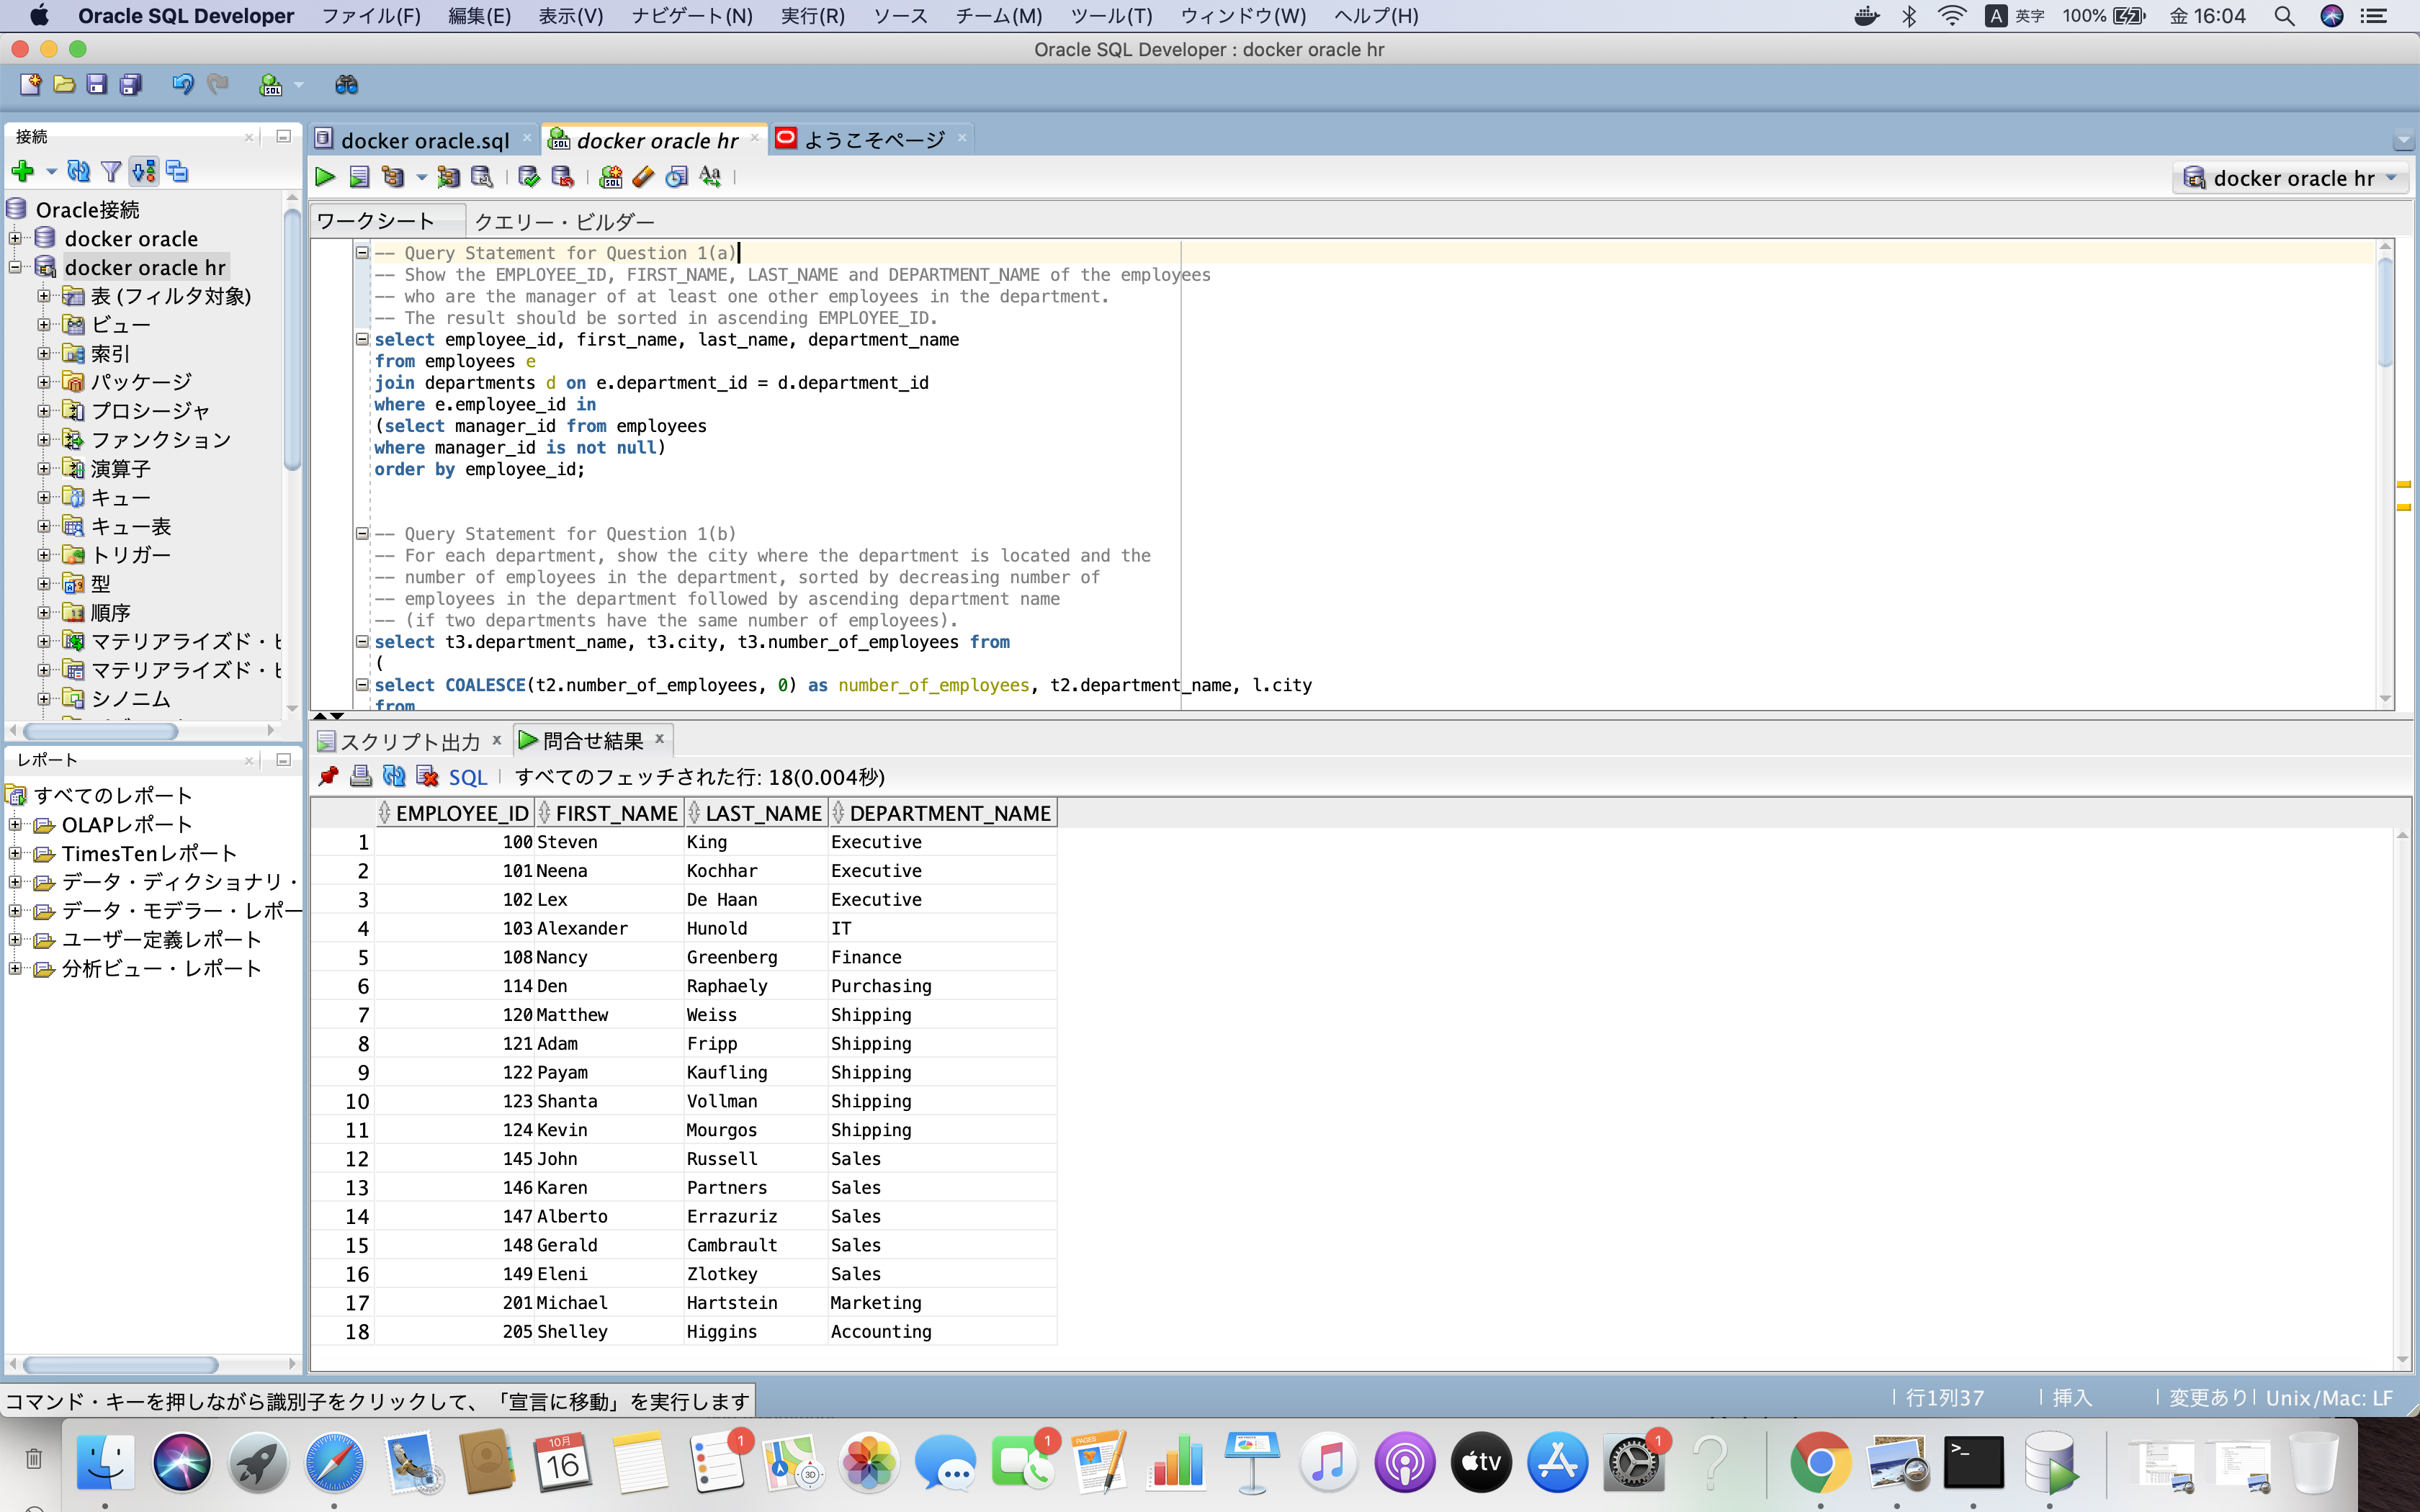 Oracle SQL Developer ファイル(F) 編集(E) 表示(V) ナビゲート(N) 実行(R) ソース チーム(M) ツール(T) ウィンドウ(W) ヘルプ(H) A 英字 100% 金 16:04
Oracle SQL Developer : docker oracle hr
接続
Oracle接続
docker oracle
docker oracle hr
表 (フィルタ対象)
ビュー
索引
パッケージ
プロシージャ
ファンクション
演算子
キュー
キュー表
トリガー
型
順序
マテリアライズド・ビ
マテリアライズド・ビ
シノニム
レポート
すべてのレポート
OLAPレポート
TimesTenレポート
データ・ディクショナリ・
データ・モデラー・レポー
ユーザー定義レポート
分析ビュー・レポート
docker oracle.sql docker oracle hr ようこそページ
docker oracle hr
ワークシート クエリー・ビルダー
-- Query Statement for Question 1(a)
-- Show the EMPLOYEE_ID, FIRST_NAME, LAST_NAME and DEPARTMENT_NAME of the employees
-- who are the manager of at least one other employees in the department.
-- The result should be sorted in ascending EMPLOYEE_ID.
select employee_id, first_name, last_name, department_name
from employees e
join departments d on e.department_id = d.department_id
where e.employee_id in
(select manager_id from employees
where manager_id is not null)
order by employee_id;
-- Query Statement for Question 1(b)
-- For each department, show the city where the department is located and the
-- number of employees in the department, sorted by decreasing number of
-- employees in the department followed by ascending department name
-- (if two departments have the same number of employees).
select t3.department_name, t3.city, t3.number_of_employees from
(
select COALESCE(t2.number_of_employees, 0) as number_of_employees, t2.department_name, l.city
from
スクリプト出力 x 問合せ結果 x
SQL すべてのフェッチされた行: 18(0.004秒)
EMPLOYEE_ID FIRST_NAME LAST_NAME DEPARTMENT_NAME
1 100 Steven King Executive
2 101 Neena Kochhar Executive
3 102 Lex De Haan Executive
4 103 Alexander Hunold IT
5 108 Nancy Greenberg Finance
6 114 Den Raphaely Purchasing
7 120 Matthew Weiss Shipping
8 121 Adam Fripp Shipping
9 122 Payam Kaufling Shipping
10 123 Shanta Vollman Shipping
11 124 Kevin Mourgos Shipping
12 145 John Russell Sales
13 146 Karen Partners Sales
14 147 Alberto Errazuriz Sales
15 148 Gerald Cambrault Sales
16 149 Eleni Zlotkey Sales
17 201 Michael Hartstein Marketing
18 205 Shelley Higgins Accounting
コマンド・キーを押しながら識別子をクリックして、「宣言に移動」を実行します
行1列37 挿入 変更あり Unix/Mac: LF
10月
16
1
3D
1
PAGES
tv
1
>_